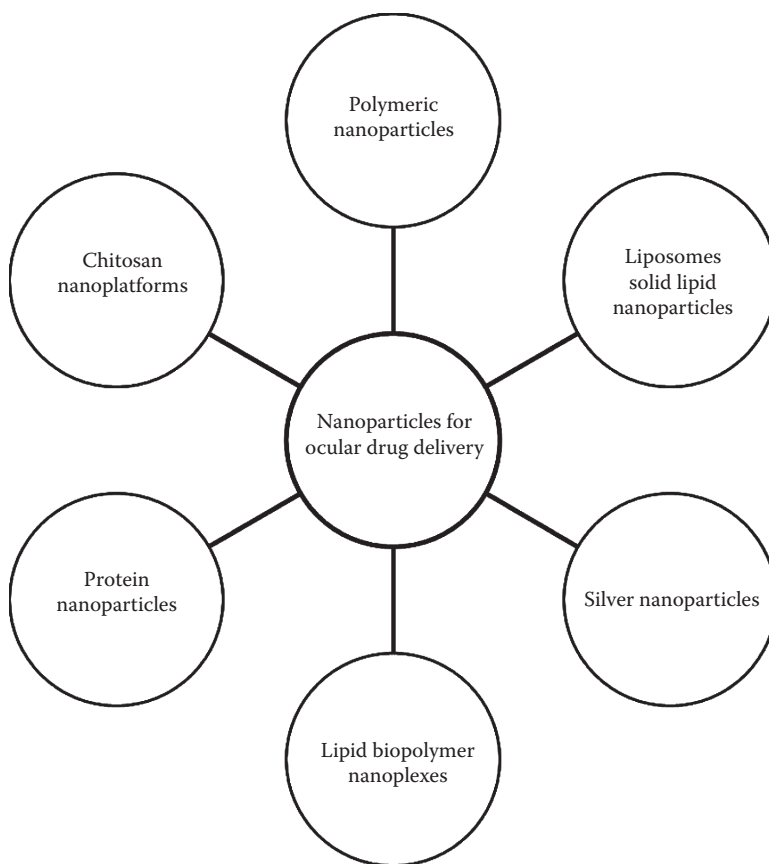 Polymeric
nanoparticles
Chitosan
nanoplatforms
Liposomes
solid lipid
nanoparticles
Nanoparticles for
ocular drug delivery
Protein
nanoparticles
Silver nanoparticles
Lipid biopolymer
nanoplexes